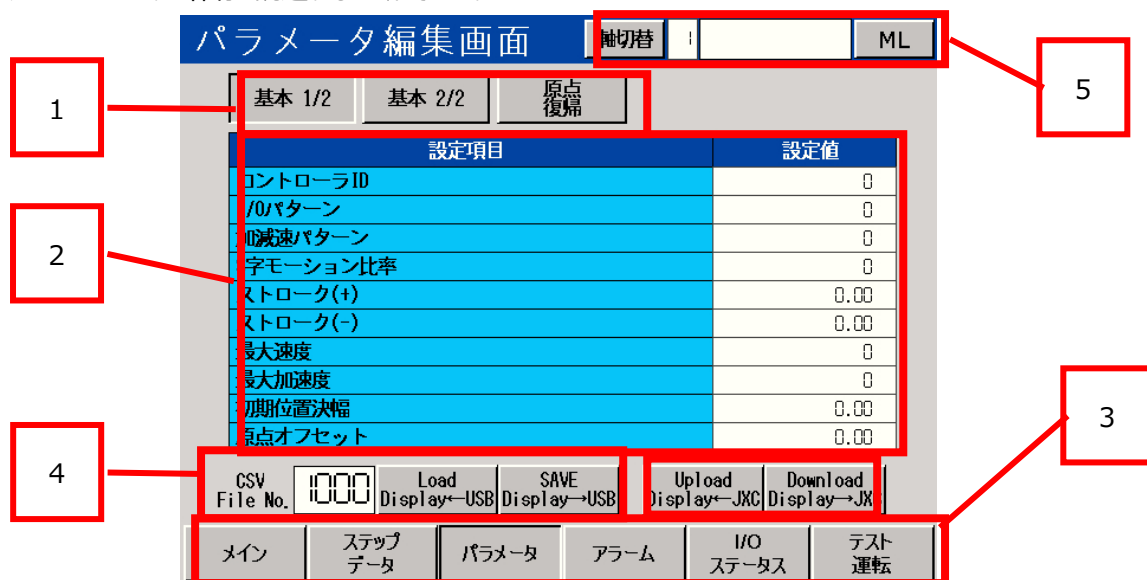 パラメータ編集画面 軸切替 1 ML
5
1
基本 1/2 基本 2/2 原点
復帰
設定項目 設定値
コントローラID 0
I/Oパターン 0
2
加減速パターン 0
S字モーション比率 0
ストローク(+) 0.00
ストローク(-) 0.00
最大速度 0
最大加速度 0
初期位置決幅 0.00
3
原点オフセット 0.00
4
CSV
File No. 1000
Load
Display←USB
SAVE
Display→USB
Upload
Display←JXC
Download
Display→JXC
メイン
ステップ
データ
パラメータ
アラーム
I/O
ステータス
テスト
運転